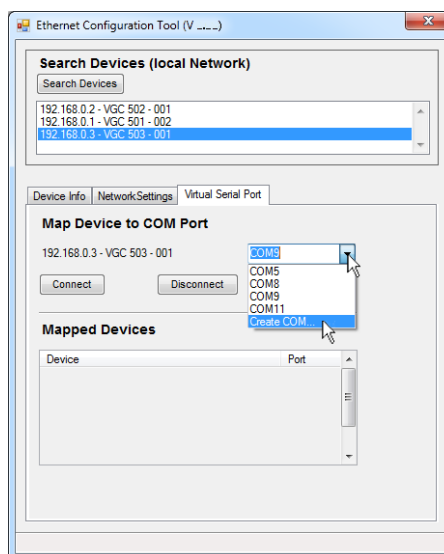 Ethernet Configuration Tool (V _.__)
Search Devices (local Network)
Search Devices
192.168.0.2 - VGC 502 - 001
192.168.0.1 - VGC 501 - 002
192.168.0.3 - VGC 503 - 001
Device Info NetworkSettings Virtual Serial Port
Map Device to COM Port
192.168.0.3 - VGC 503 - 001 COM9
COM5
COM8
Connect Disconnect COM9
COM11
Create COM...
Mapped Devices
Device Port